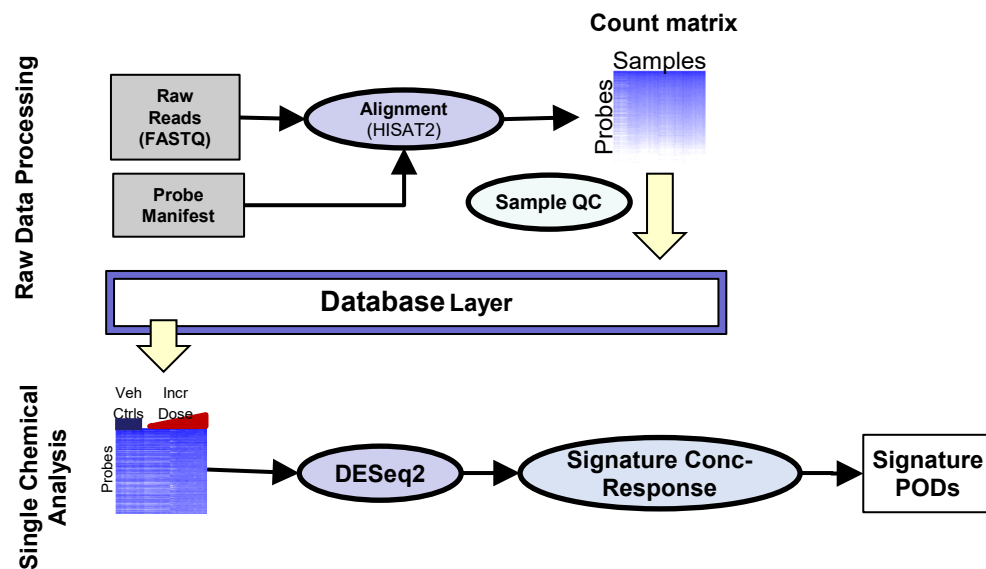 Raw Data Processing
Count matrix
Samples
Probes
Raw
Reads
(FASTQ)
Alignment
(HISAT2)
Probe
Manifest
Sample QC
Database Layer
Single Chemical
Analysis
Veh
Ctrls
Incr
Dose
Probes
DESeq2
Signature Conc-
Response
Signature
PODs